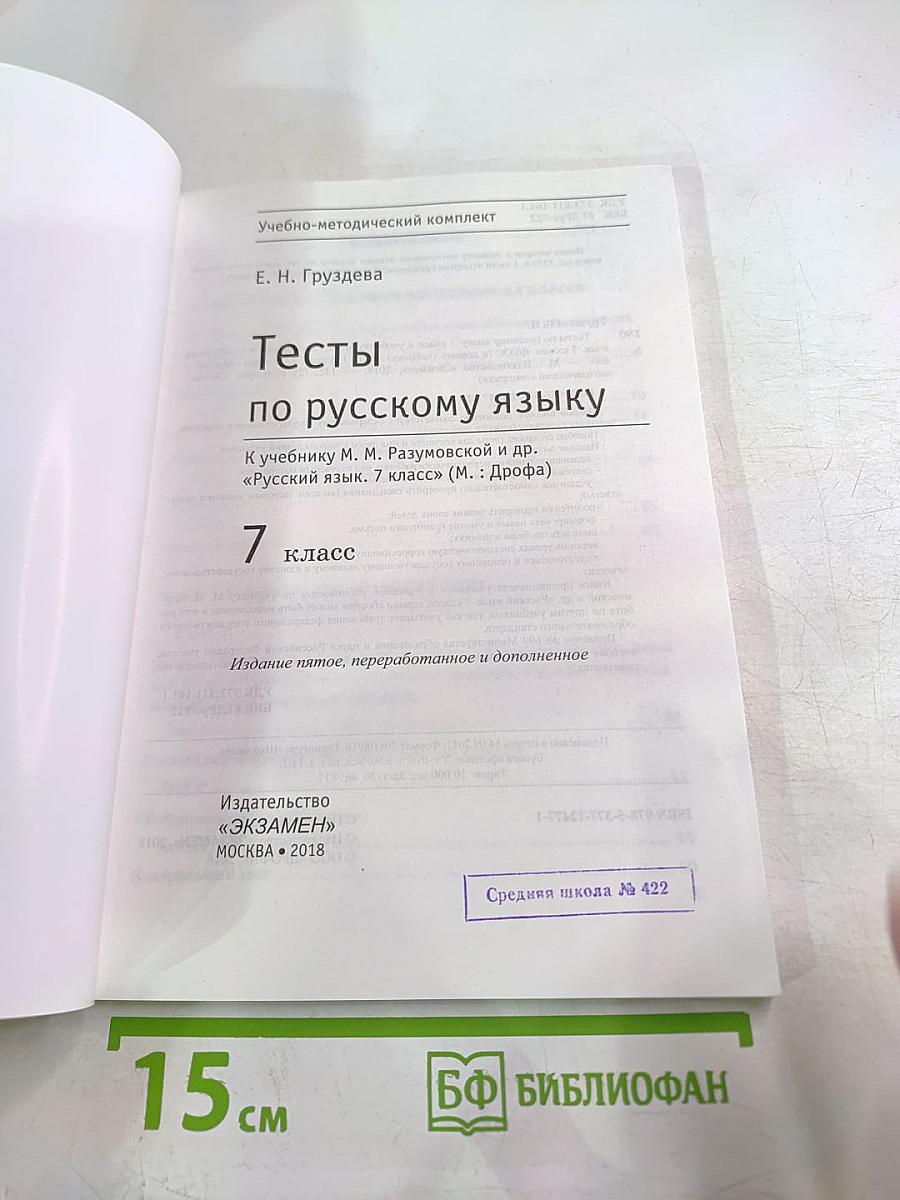 Учебно-методический комплект
Е. Н. Груздева
Тесты
по русскому языку
К учебнику М. М. Разумовской и др.
«Русский язык. 7 класс» (М. : Дрофа)
7 класс
Издание пятое, переработанное и дополненное
Издательство
«ЭКЗАМЕН»
МОСКВА • 2018
Средняя школа № 422
15 см
БФ БИБЛИОФАН